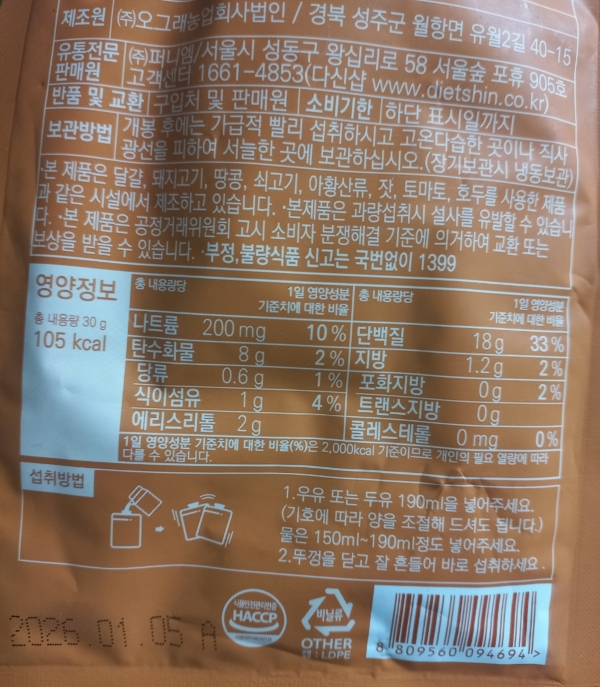 제조원 (주)오그래농업회사법인 / 경북 성주군 월항면 유월2길 40-15
유통전문판매원 (주)퍼니엠/서울시 성동구 왕십리로 58 서울숲 포휴 905호
고객센터 1661-4853(다신샵 www.dietshin.co.kr)
반품 및 교환 구입처 및 판매원 소비기한 하단 표시일까지
보관방법 개봉 후에는 가급적 빨리 섭취하시고 고온다습한 곳이나 직사
광선을 피하여 서늘한 곳에 보관하십시오.(장기보관시 냉동보관)
·본 제품은 달걀, 돼지고기, 땅콩, 쇠고기, 아황산류, 잣, 토마토, 호두를 사용한 제품
과 같은 시설에서 제조하고 있습니다. ·본제품은 과량섭취시 설사를 유발할 수 있습니
다. ·본 제품은 공정거래위원회 고시 소비자 분쟁해결 기준에 의거하여 교환 또는
보상을 받을 수 있습니다. ·부정,불량식품 신고는 국번없이 1399
영양정보
총 내용량 30 g
105 kcal
총 내용량당 1일 영양성분 기준치에 대한 비율
나트륨 200 mg 10 %
탄수화물 8 g 2 %
당류 0.6 g 1 %
식이섬유 1 g 4 %
에리스리톨 2 g
총 내용량당 1일 영양성분 기준치에 대한 비율
단백질 18 g 33 %
지방 1.2 g 2 %
포화지방 0 g 2 %
트랜스지방 0 g
콜레스테롤 0 mg 0 %
1일 영양성분 기준치에 대한 비율(%)은 2,000kcal 기준이므로 개인의 필요 열량에 따라
다를 수 있습니다.
섭취방법
1.우유 또는 두유 190ml을 넣어주세요.
(기호에 따라 양을 조절해 드셔도 됩니다.)
물은 150ml~190ml정도 넣어주세요.
2.뚜껑을 닫고 잘 흔들어 바로 섭취하세요.
2026.01.05 A
HACCP
비닐류
OTHER
LDPE
8 809560 094694 >